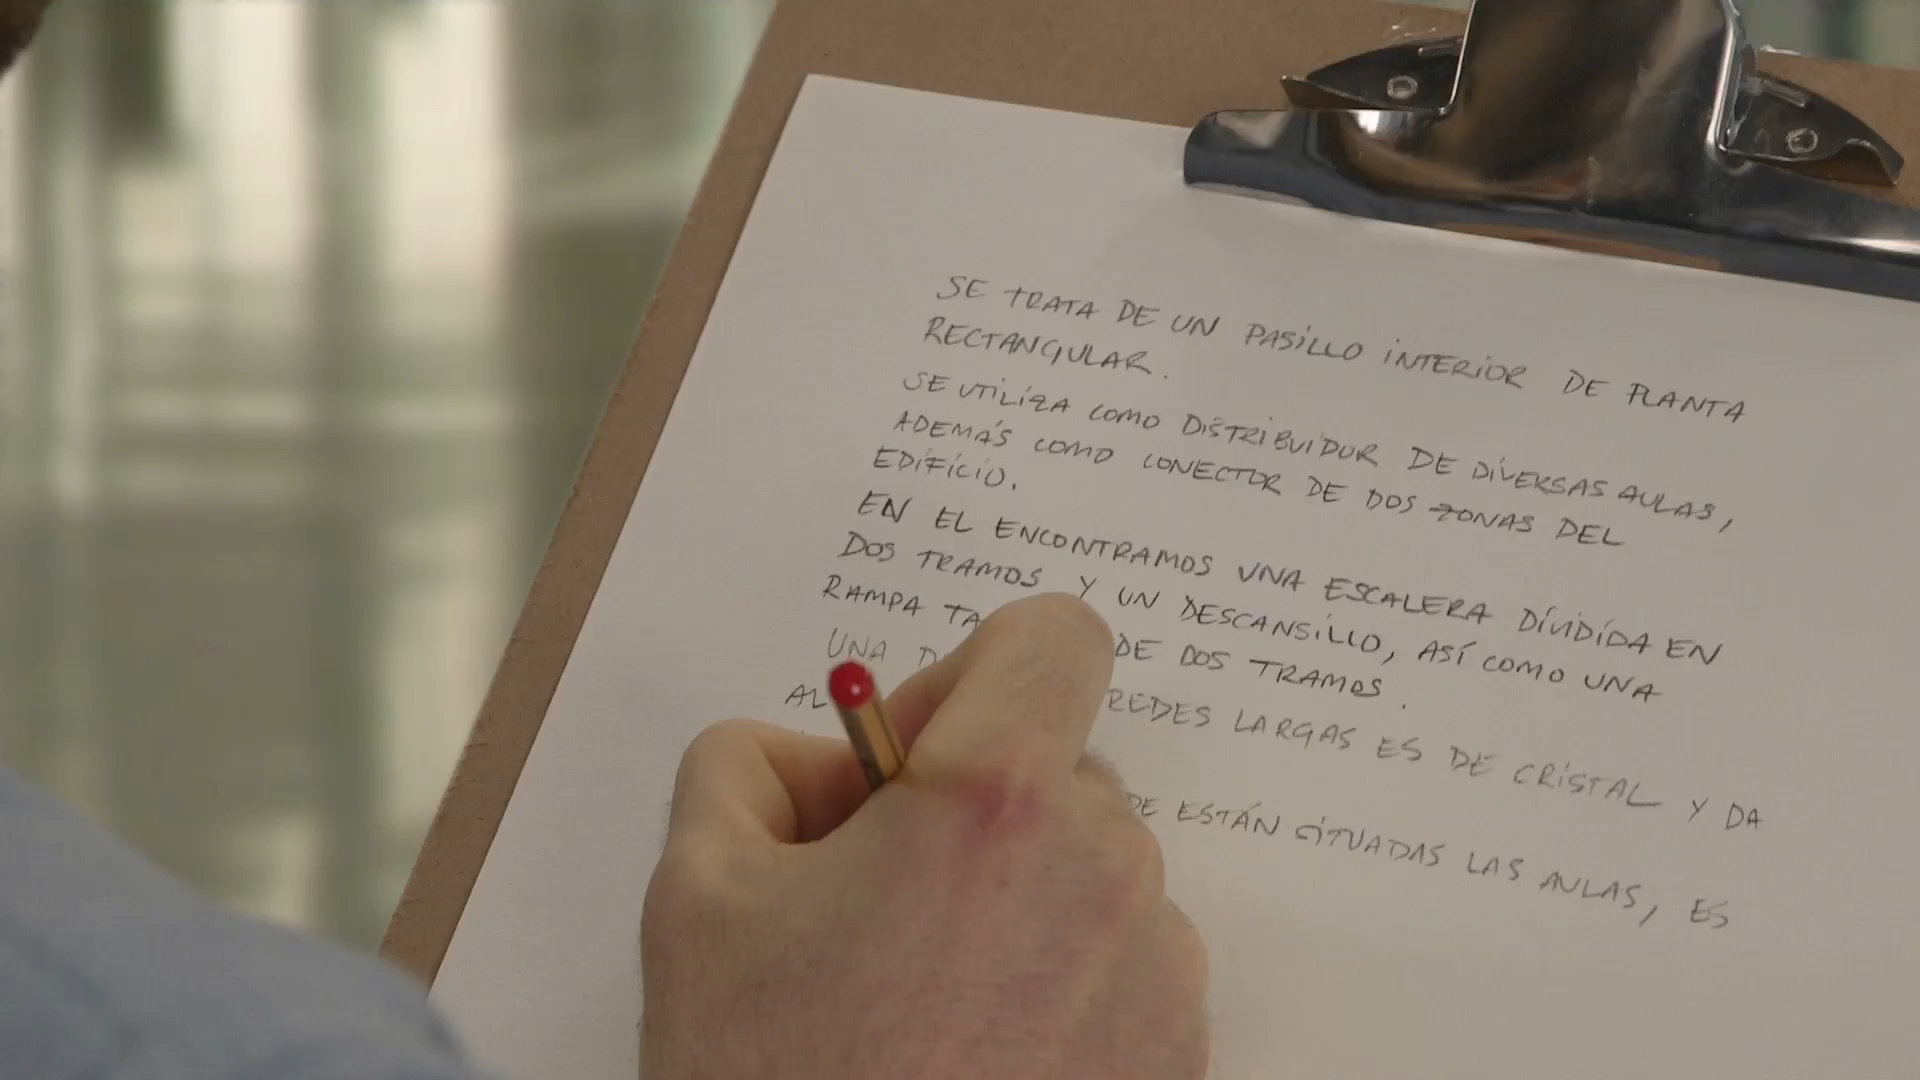 SE TRATA DE UN PASILLO INTERIOR DE PLANTA
RECTANGULAR.
SE UTILIZA COMO DISTRIBUIDOR DE DIVERSAS AULAS,
ADEMÁS COMO CONECTOR DE DOS ZONAS DEL
EDIFICIO.
EN EL ENCONTRAMOS UNA ESCALERA DIVIDIDA EN
DOS TRAMOS Y UN DESCANSILLO, ASÍ COMO UNA
RAMPA DE DOS TRAMOS.
UNA LARGAS ES DE CRISTAL Y DA
AL
ESTÁN SITUADAS LAS AULAS, ES